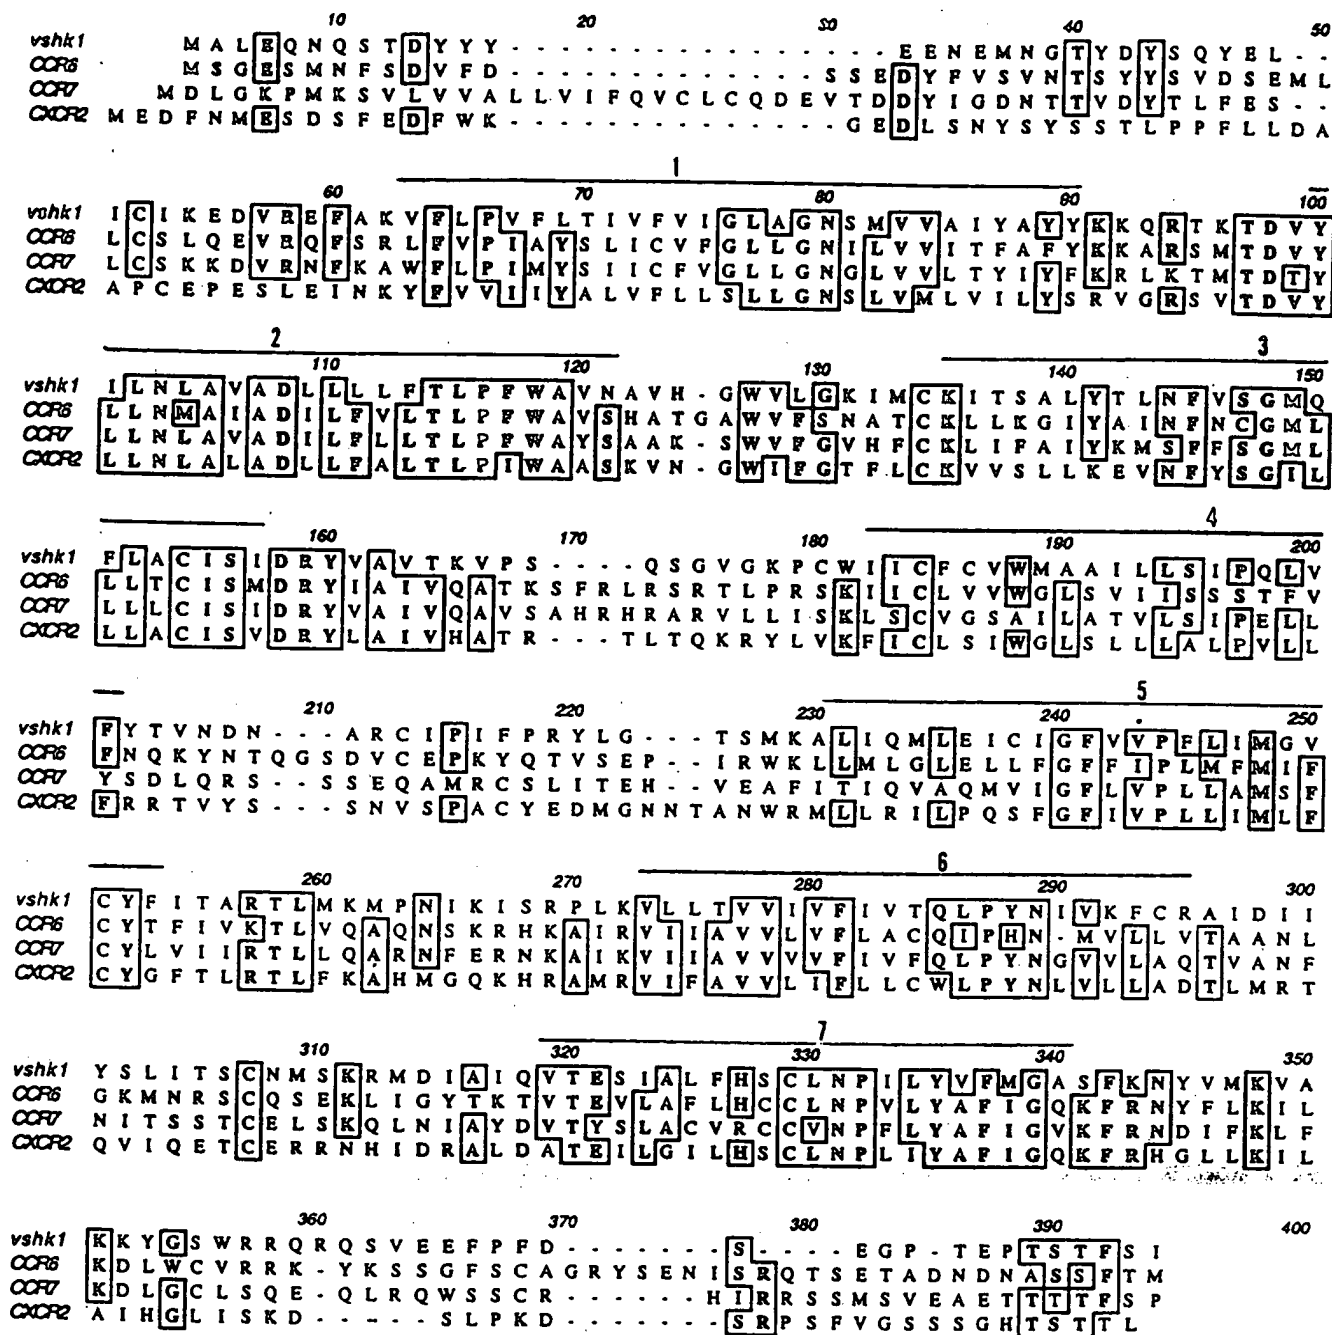 10 20 30 40 50
vshk1 M A L E Q N Q S T D Y Y Y - - - - - - - - - - - - - - - - E E N E M N G T Y D Y S Q Y E L - -
CCR6 M S G E S M N F S D V F D - - - - - - - - - - - - - S S E D Y F V S V N T S Y Y S V D S E M L
CCR7 M D L G K P M K S V L V V A L L V I F Q V C L C Q D E V T D D Y I G D N T T V D Y T L F E S - -
CXCR2 M E D F N M E S D S F E D F W K - - - - - - - - - - - - - G E D L S N Y S Y S S T L P P F L L D A
1
60 70 80 90 100
vshk1 I C I K E D V R E F A K V F L P V F L T I V F V I G L A G N S M V V A I Y A Y Y K K Q R T K T D V Y
CCR6 L C S L Q E V R Q F S R L F V P I A Y S L I C V F G L L G N I L V V I T F A F Y K K A R S M T D V Y
CCR7 L C S K K D V R N F K A W F L P I M Y S I I C F V G L L G N G L V V L T Y I Y F K R L K T M T D T Y
CXCR2 A P C E P E S L E I N K Y F V V I I Y A L V F L L S L L G N S L V M L V I L Y S R V G R S V T D V Y
2 3
110 120 130 140 150
vshk1 I L N L A V A D L L L L F T L P F W A V N A V H - G W V L G K I M C K I T S A L Y T L N F V S G M Q
CCR6 L L N M A I A D I L F V L T L P F W A V S H A T G A W V F S N A T C K L L K G I Y A I N F N C G M L
CCR7 L L N L A V A D I L F L L T L P F W A Y S A A K - S W V F G V H F C K L I F A I Y K M S F F S G M L
CXCR2 L L N L A L A D L L F A L T L P I W A A S K V N - G W I F G T F L C K V V S L L K E V N F Y S G I L
4
160 170 180 190 200
vshk1 F L A C I S I D R Y V A V T K V P S - - - - Q S G V G K P C W I I C F C V W M A A I L L S I P Q L V
CCR6 L L T C I S M D R Y I A I V Q A T K S F R L R S R T L P R S K I I C L V V W G L S V I I S S S T F V
CCR7 L L L C I S I D R Y V A I V Q A V S A H R H R A R V L L I S K L S C V G S A I L A T V L S I P E L L
CXCR2 L L A C I S V D R Y L A I V H A T R - - - T L T Q K R Y L V K F I C L S I W G L S L L L A L P V L L
5
210 220 230 240 250
vshk1 F Y T V N D N - - - A R C I P I F P R Y L G - - - T S M K A L I Q M L E I C I G F V V P F L I M G V
CCR6 F N Q K Y N T Q G S D V C E P K Y Q T V S E P - - I R W K L L M L G L E L L F G F F I P L M F M I F
CCR7 Y S D L Q R S - - S S E Q A M R C S L I T E H - - V E A F I T I Q V A Q M V I G F L V P L L A M S F
CXCR2 F R R T V Y S - - S N V S P A C Y E D M G N N T A N W R M L L R I L P Q S F G F I V P L L I M L F
6
260 270 280 290 300
vshk1 C Y F I T A R T L M K M P N I K I S R P L K V L L T V V I V F I V T Q L P Y N I V K F C R A I D I I
CCR6 C Y T F I V K T L V Q A Q N S K R H K A I R V I I A V V L V F L A C Q I P H N - M V L L V T A A N L
CCR7 C Y L V I I R T L L Q A R N F E R N K A I K V I I A V V V V F I V F Q L P Y N G V V L A Q T V A N F
CXCR2 C Y G F T L R T L F K A H M G Q K H R A M R V I F A V V L I F L L C W L P Y N L V L L A D T L M R T
7
310 320 330 340 350
vshk1 Y S L I T S C N M S K R M D I A I Q V T E S I A L F H S C L N P I L Y V F M G A S F K N Y V M K V A
CCR6 G K M N R S C Q S E K L I G Y T K T V T E V L A F L H C C L N P V L Y A F I G Q K F R N Y F L K I L
CCR7 N I T S S T C E L S K Q L N I A Y D V T Y S L A C V R C C V N P F L Y A F I G V K F R N D I F K L F
CXCR2 Q V I Q E T C E R R N H I D R A L D A T E I L G I L H S C L N P L I Y A F I G Q K F R H G L L K I L
360 370 380 390 400
vshk1 K K Y G S W R R Q R Q S V E E F P F D - - - - - - - S - - - - E G P - T E P T S T F S I
CCR6 K D L W C V R R K - Y K S S G F S C A G R Y S E N I S R Q T S E T A D N D N A S S F T M
CCR7 K D L G C L S Q E - Q L R Q W S S C R - - - - - - H I R R S S M S V E A E T T T T F S P
CXCR2 A I H G L I S K D - - - - - S L P K D - - - - - - - S R P S F V G S S S G H T S T T L